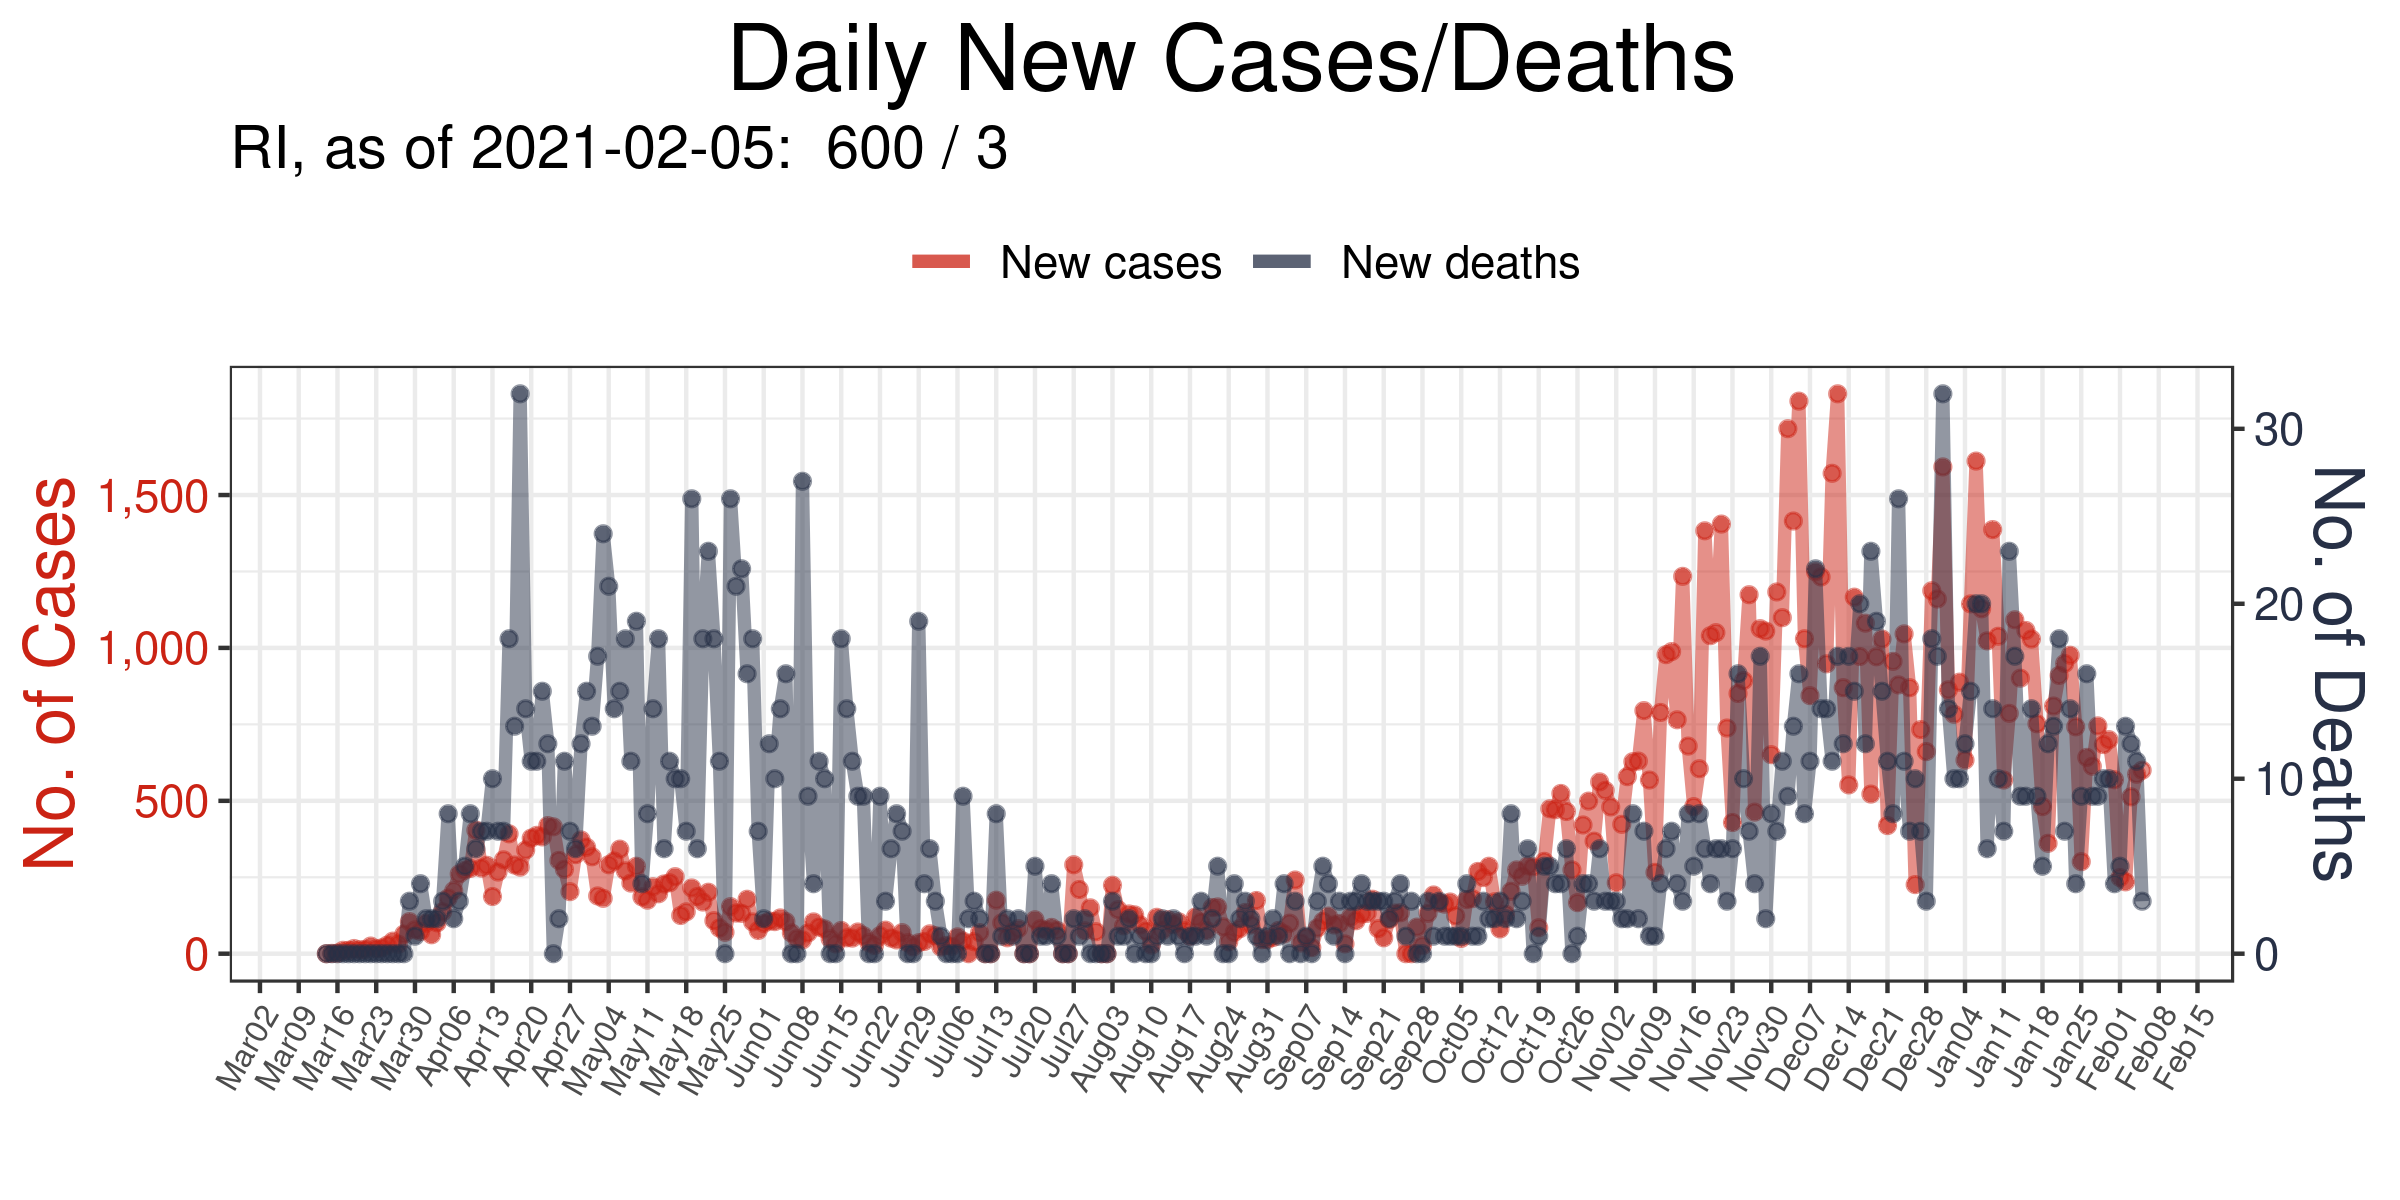 Daily New Cases/Deaths
RI, as of 2021-02-05: 600 / 3
New cases
New deaths
No. of Cases
1,500
1,000
500
0
30
20
10
0
No. of Deaths
Mar02
Mar09
Mar16
Mar23
Mar30
Apr06
Apr13
Apr20
Apr27
May04
May11
May18
May25
Jun01
Jun08
Jun15
Jun22
Jun29
Jul06
Jul13
Jul20
Jul27
Aug03
Aug10
Aug17
Aug24
Aug31
Sep07
Sep14
Sep21
Sep28
Oct05
Oct12
Oct19
Oct26
Nov02
Nov09
Nov16
Nov23
Nov30
Dec07
Dec14
Dec21
Dec28
Jan04
Jan11
Jan18
Jan25
Feb01
Feb08
Feb15